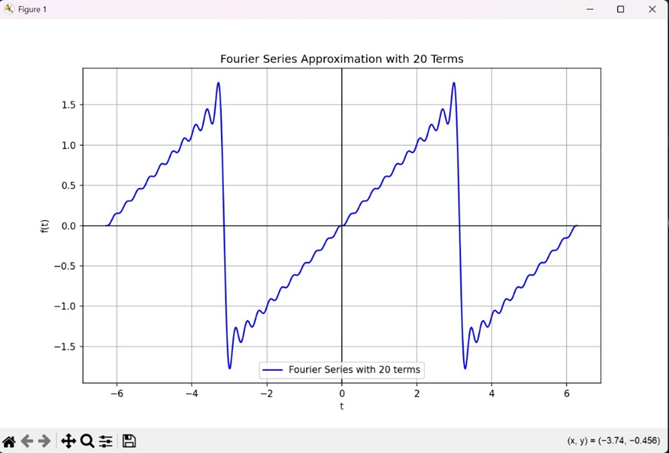 Figure 1
Fourier Series Approximation with 20 Terms
1.5
1.0
0.5
0.0
−0.5
−1.0
−1.5
f(t)
Fourier Series with 20 terms
−6 −4 −2 0 2 4 6
t
(x, y) = (−3.74, −0.456)